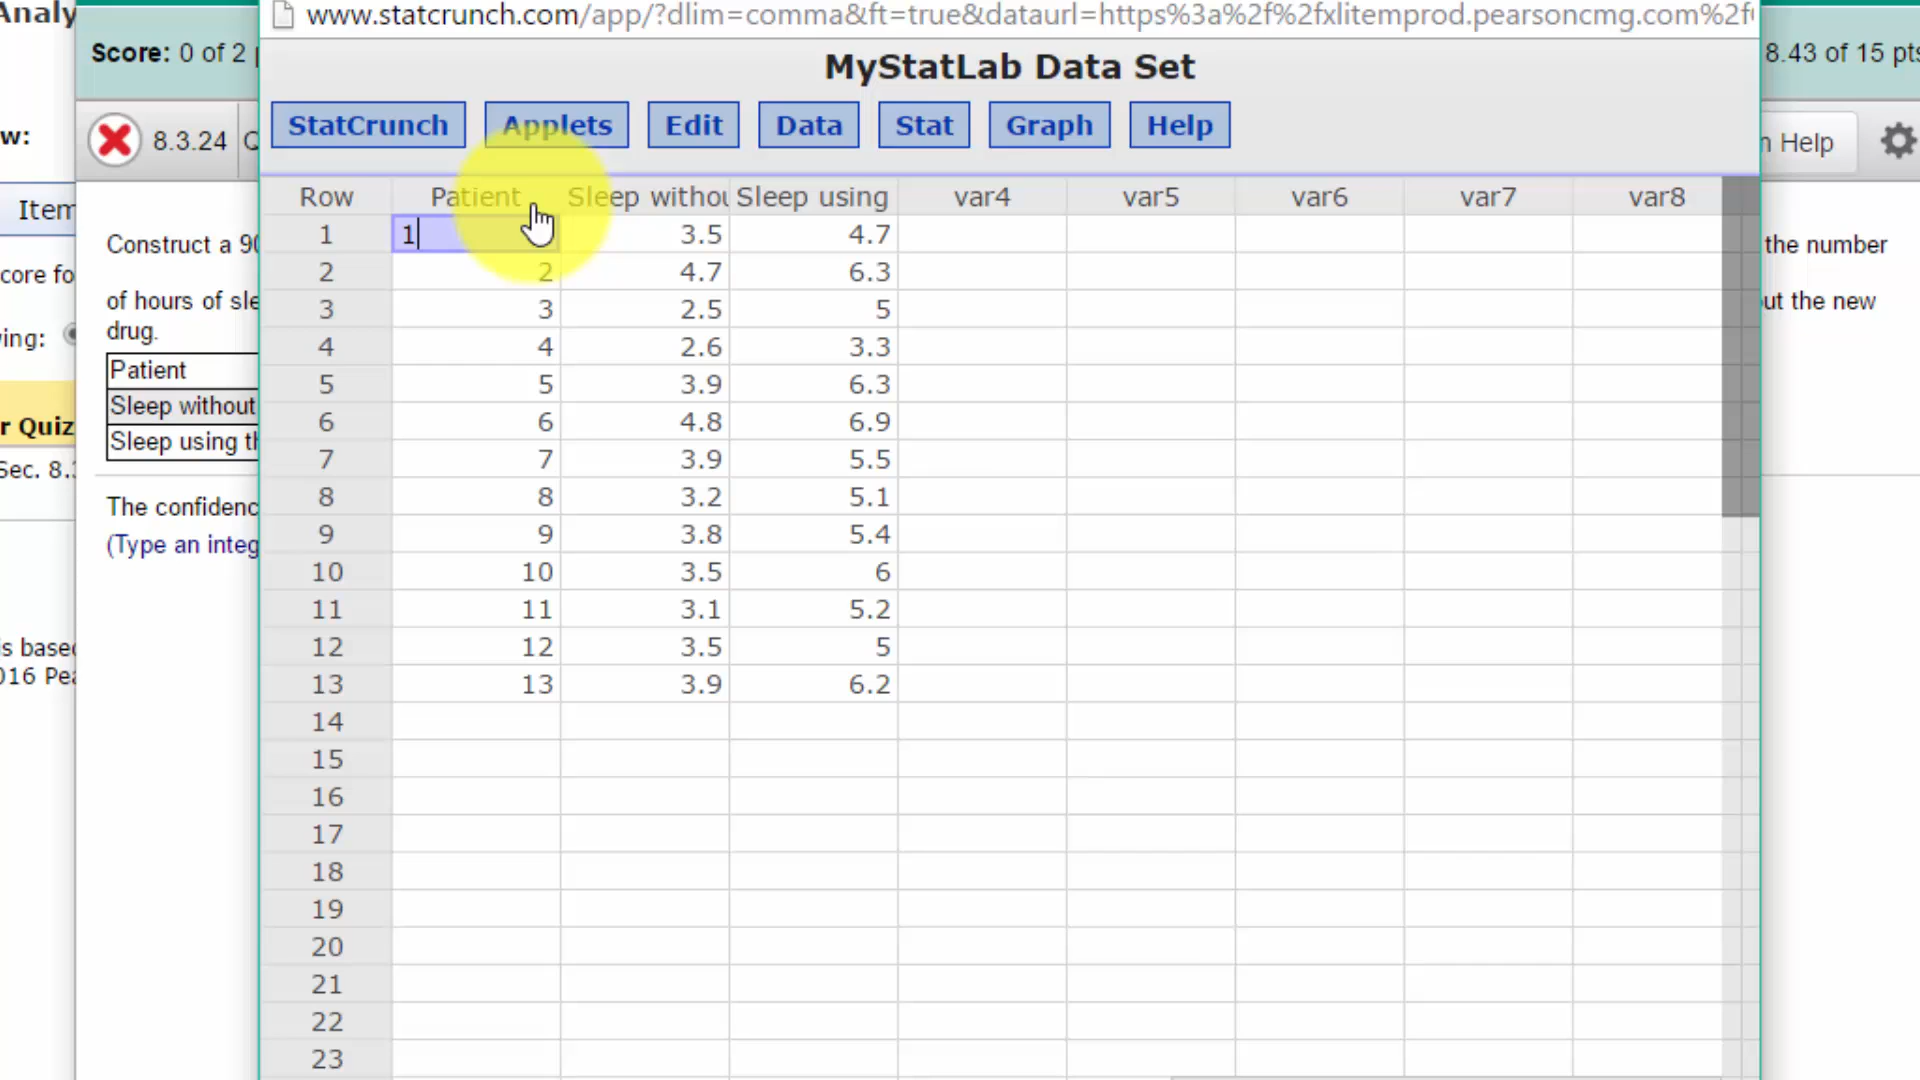 www.statcrunch.com/app/?dlim=comma&ft=true&dataurl=https%3a%2f%2fxlitemprod.pearsoncmg.com%2f
Score: 0 of 2
8.43 of 15 pts
MyStatLab Data Set
StatCrunch Applets Edit Data Stat Graph Help
8.3.24
Help
Row Patient Sleep withou Sleep using var4 var5 var6 var7 var8
1 1 3.5 4.7
2 2 4.7 6.3
3 3 2.5 5
4 4 2.6 3.3
5 5 3.9 6.3
6 6 4.8 6.9
7 7 3.9 5.5
8 8 3.2 5.1
9 9 3.8 5.4
10 10 3.5 6
11 11 3.1 5.2
12 12 3.5 5
13 13 3.9 6.2
14
15
16
17
18
19
20
21
22
23
Item
Construct a 90
the number
core fo
of hours of sle
ut the new
drug.
ing:
Patient
Sleep without
Sleep using th
r Quiz
Sec. 8.3
The confidenc
(Type an integ
s base
016 Pea
Analy
w: